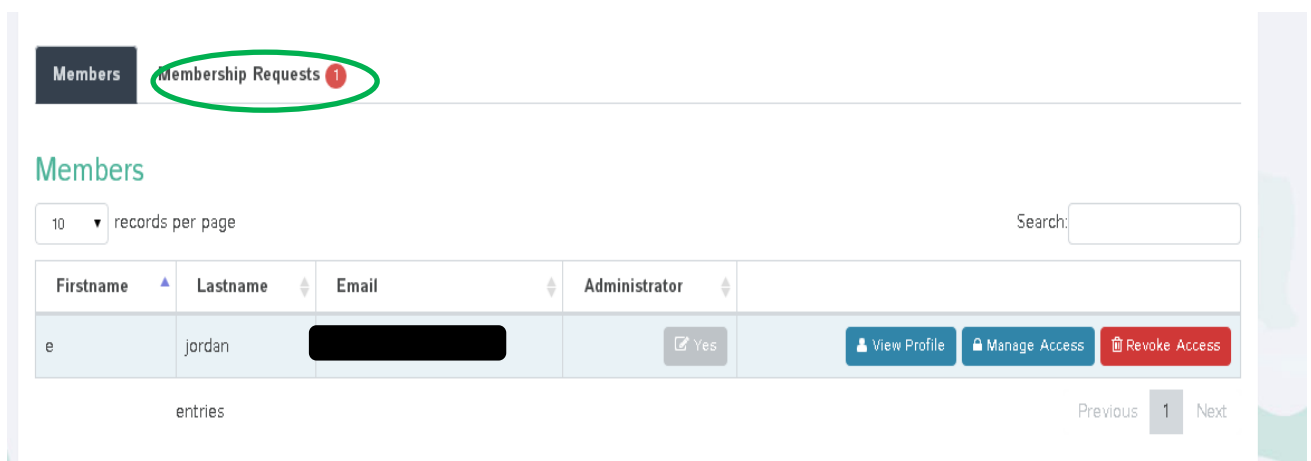 Members Membership Requests 1
Members
10 records per page Search:
Firstname Lastname Email Administrator
e jordan Yes View Profile Manage Access Revoke Access
entries Previous 1 Next